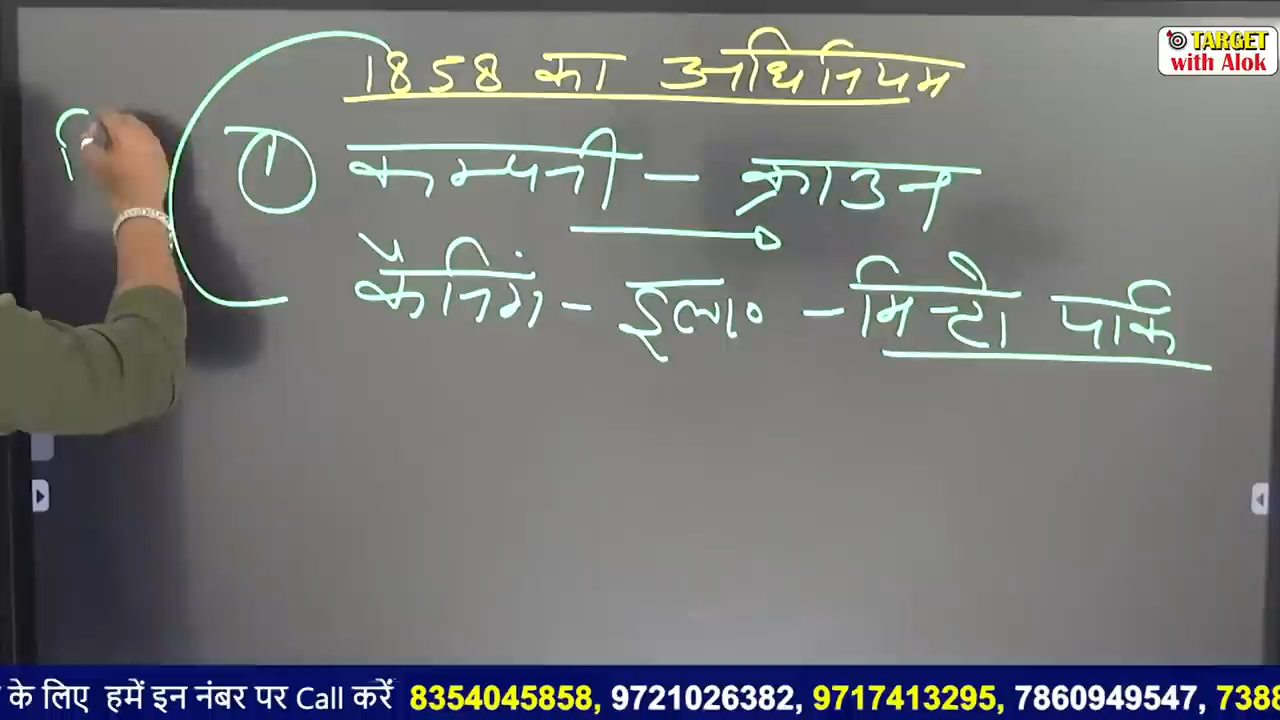 TARGET
with Alok
1858 का अधिनियम
① कम्पनी - क्राउन
कैनिंग - इला० - मिन्टो पार्क
के लिए हमें इन नंबर पर Call करें 8354045858, 9721026382, 9717413295, 7860949547, 7388